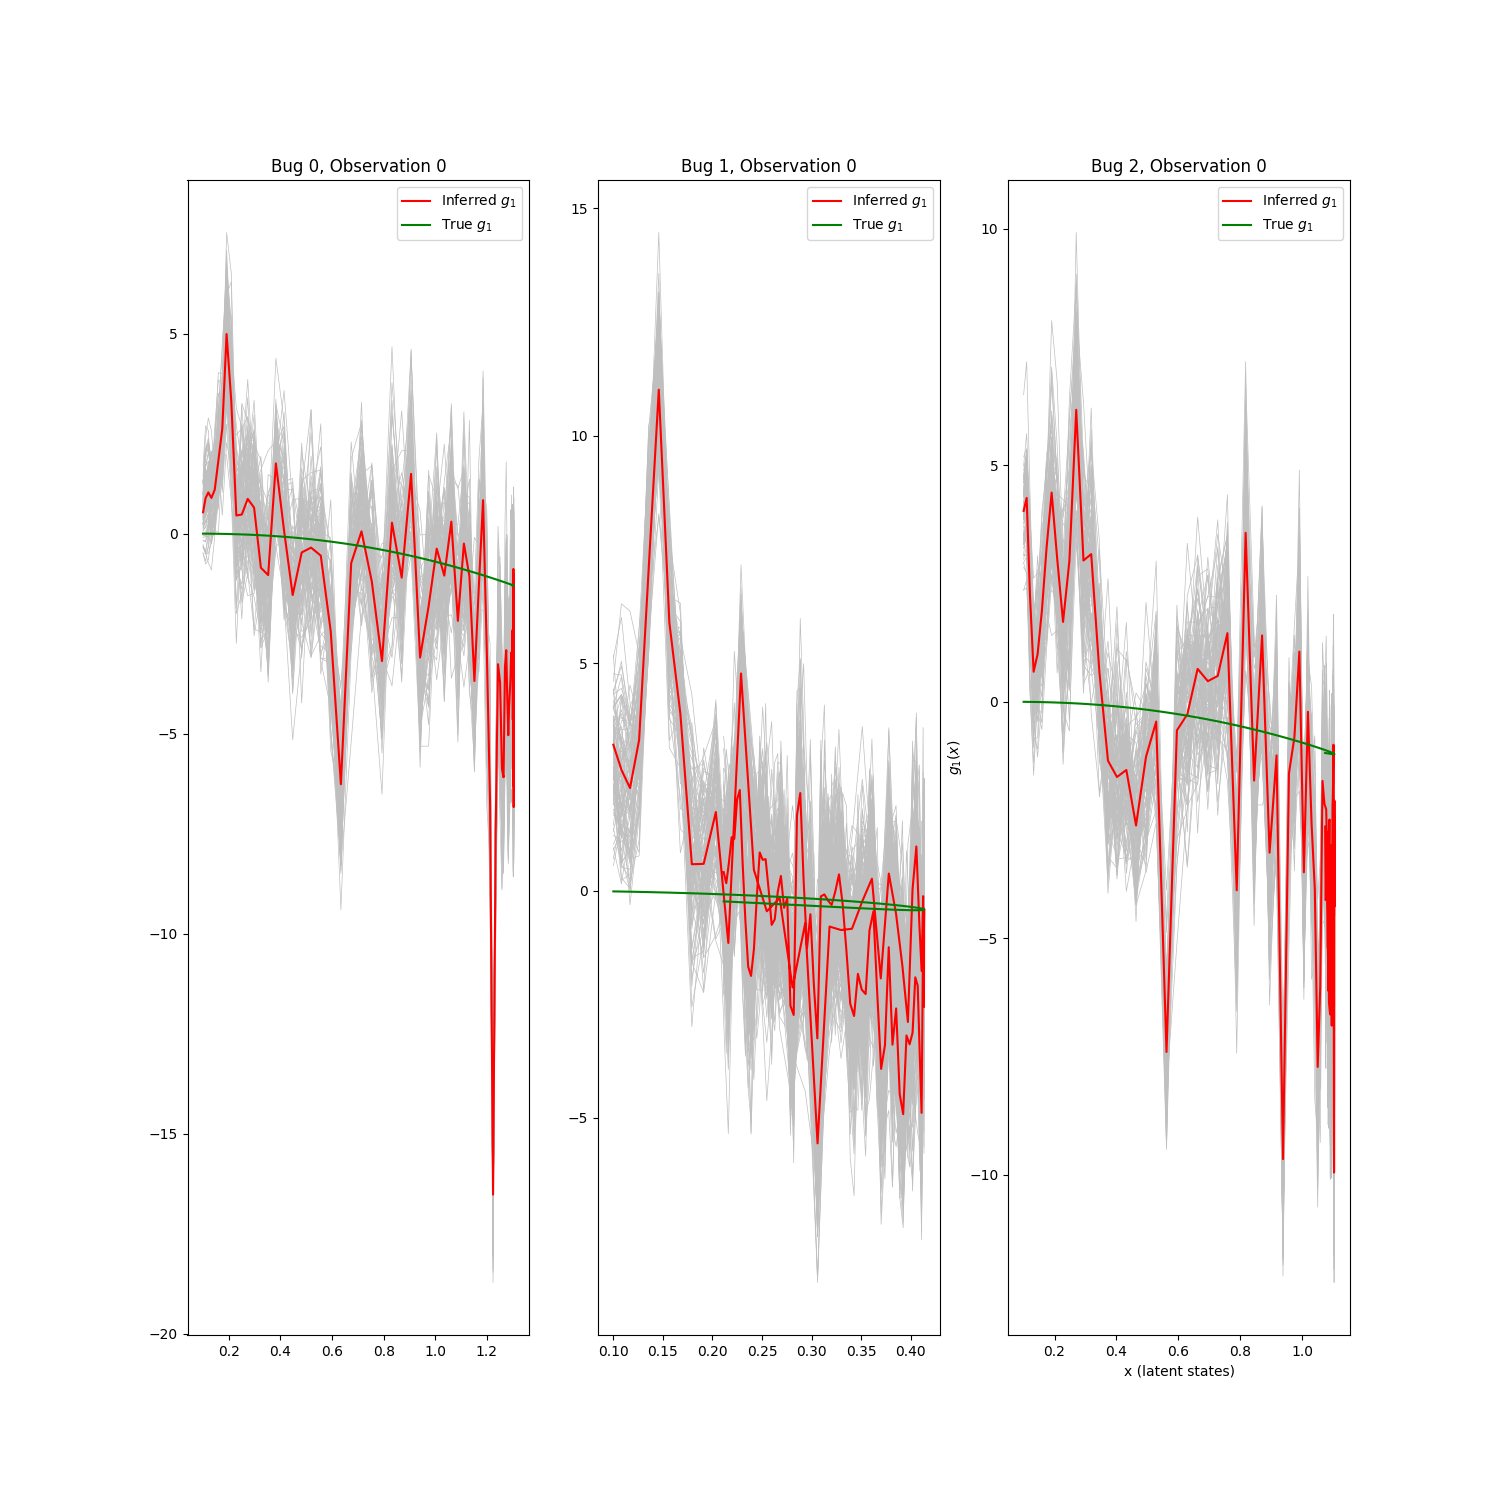 Bug 0, Observation 0
Inferred g₁
True g₁
5
0
−5
−10
−15
−20
0.2 0.4 0.6 0.8 1.0 1.2
Bug 1, Observation 0
Inferred g₁
True g₁
15
10
5
0
−5
0.10 0.15 0.20 0.25 0.30 0.35 0.40
Bug 2, Observation 0
Inferred g₁
True g₁
g₁(x)
10
5
0
−5
−10
0.2 0.4 0.6 0.8 1.0
x (latent states)